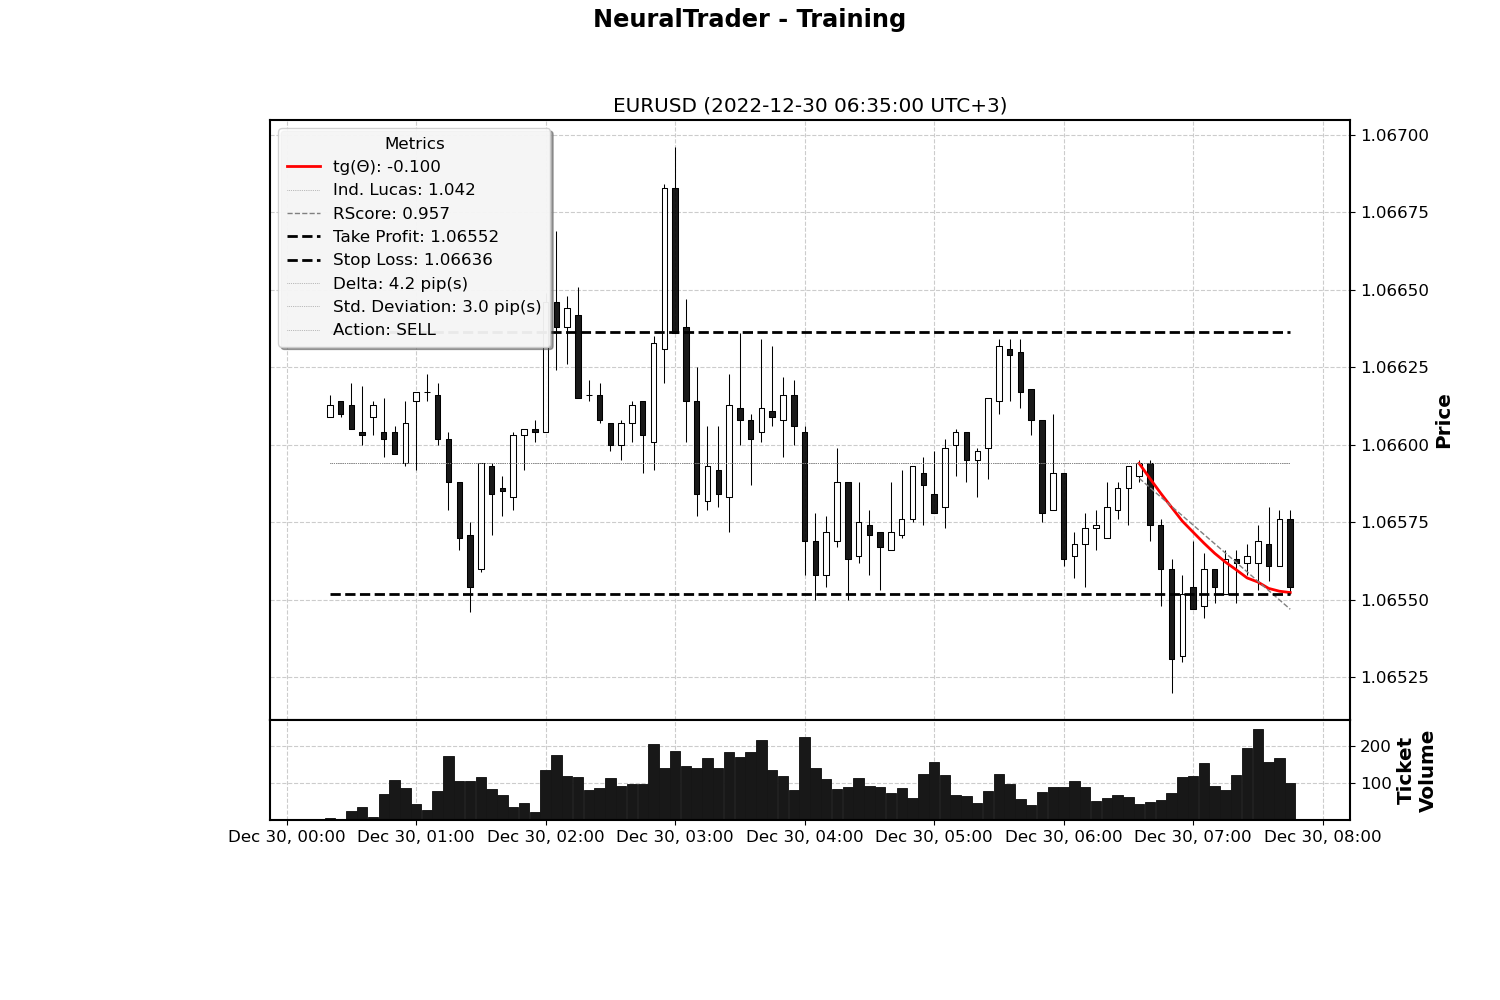 NeuralTrader - Training
EURUSD (2022-12-30 06:35:00 UTC+3)
Metrics
tg(Θ): -0.100
Ind. Lucas: 1.042
RScore: 0.957
Take Profit: 1.06552
Stop Loss: 1.06636
Delta: 4.2 pip(s)
Std. Deviation: 3.0 pip(s)
Action: SELL
1.06700
1.06675
1.06650
1.06625
1.06600
1.06575
1.06550
1.06525
Price
200
100
Ticket
Volume
Dec 30, 00:00
Dec 30, 01:00
Dec 30, 02:00
Dec 30, 03:00
Dec 30, 04:00
Dec 30, 05:00
Dec 30, 06:00
Dec 30, 07:00
Dec 30, 08:00